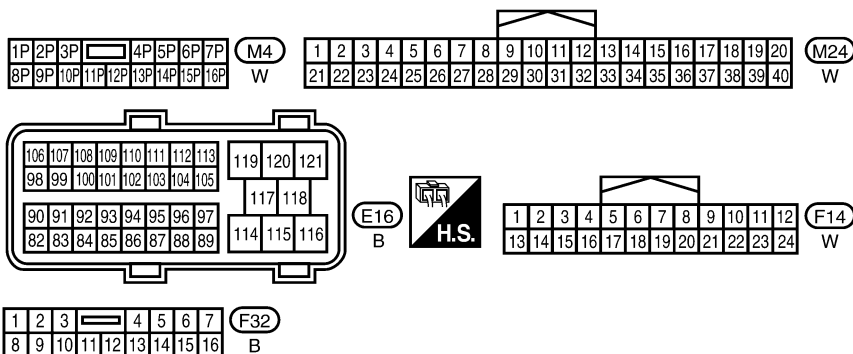 1P 2P 3P 4P 5P 6P 7P M4
8P 9P 10P 11P 12P 13P 14P 15P 16P W
1 2 3 4 5 6 7 8 9 10 11 12 13 14 15 16 17 18 19 20 M24
21 22 23 24 25 26 27 28 29 30 31 32 33 34 35 36 37 38 39 40 W
106 107 108 109 110 111 112 113
98 99 100 101 102 103 104 105
90 91 92 93 94 95 96 97
82 83 84 85 86 87 88 89
119 120 121
117 118
114 115 116
E16
B
H.S.
1 2 3 4 5 6 7 8 9 10 11 12 F14
13 14 15 16 17 18 19 20 21 22 23 24 W
1 2 3 4 5 6 7 F32
8 9 10 11 12 13 14 15 16 B